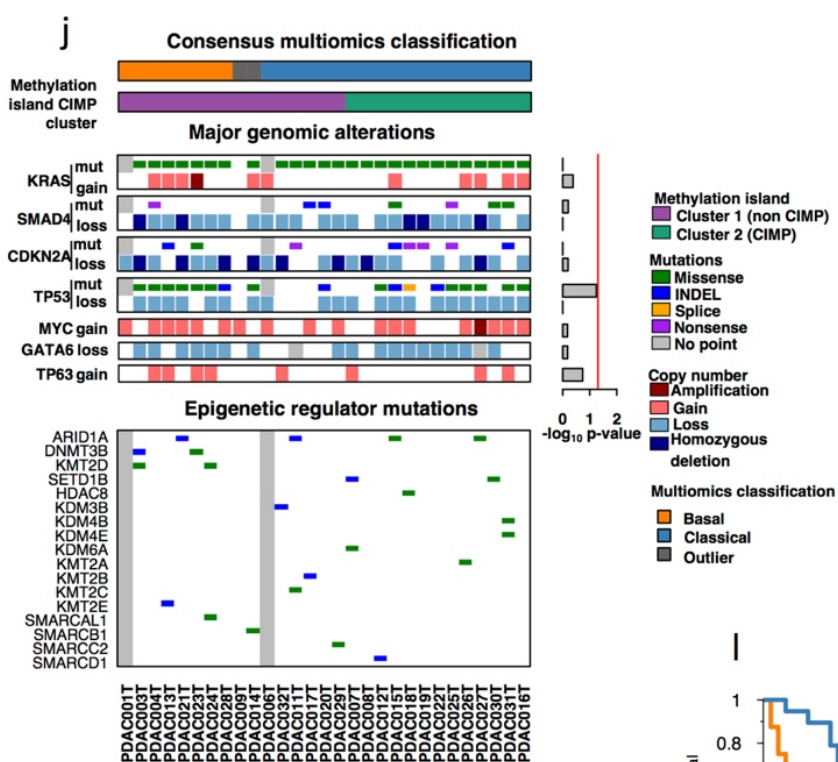 j
Consensus multiomics classification
Methylation
island CIMP
cluster
Major genomic alterations
KRAS mut
gain
SMAD4 mut
loss
CDKN2A mut
loss
TP53 mut
loss
MYC gain
GATA6 loss
TP63 gain
0 1 2
-log10 p-value
Methylation island
Cluster 1 (non CIMP)
Cluster 2 (CIMP)
Mutations
Missense
INDEL
Splice
Nonsense
No point
Copy number
Amplification
Gain
Loss
Homozygous
deletion
Multiomics classification
Basal
Classical
Outlier
Epigenetic regulator mutations
ARID1A
DNMT3B
KMT2D
SETD1B
HDAC8
KDM3B
KDM4B
KDM4E
KDM6A
KMT2A
KMT2B
KMT2C
KMT2E
SMARCAL1
SMARCB1
SMARCC2
SMARCD1
PDAC001T
PDAC003T
PDAC004T
PDAC013T
PDAC021T
PDAC023T
PDAC024T
PDAC028T
PDAC009T
PDAC014T
PDAC006T
PDAC032T
PDAC011T
PDAC017T
PDAC020T
PDAC029T
PDAC007T
PDAC008T
PDAC012T
PDAC015T
PDAC018T
PDAC019T
PDAC022T
PDAC025T
PDAC026T
PDAC027T
PDAC030T
PDAC031T
PDAC016T
l
1
0.8